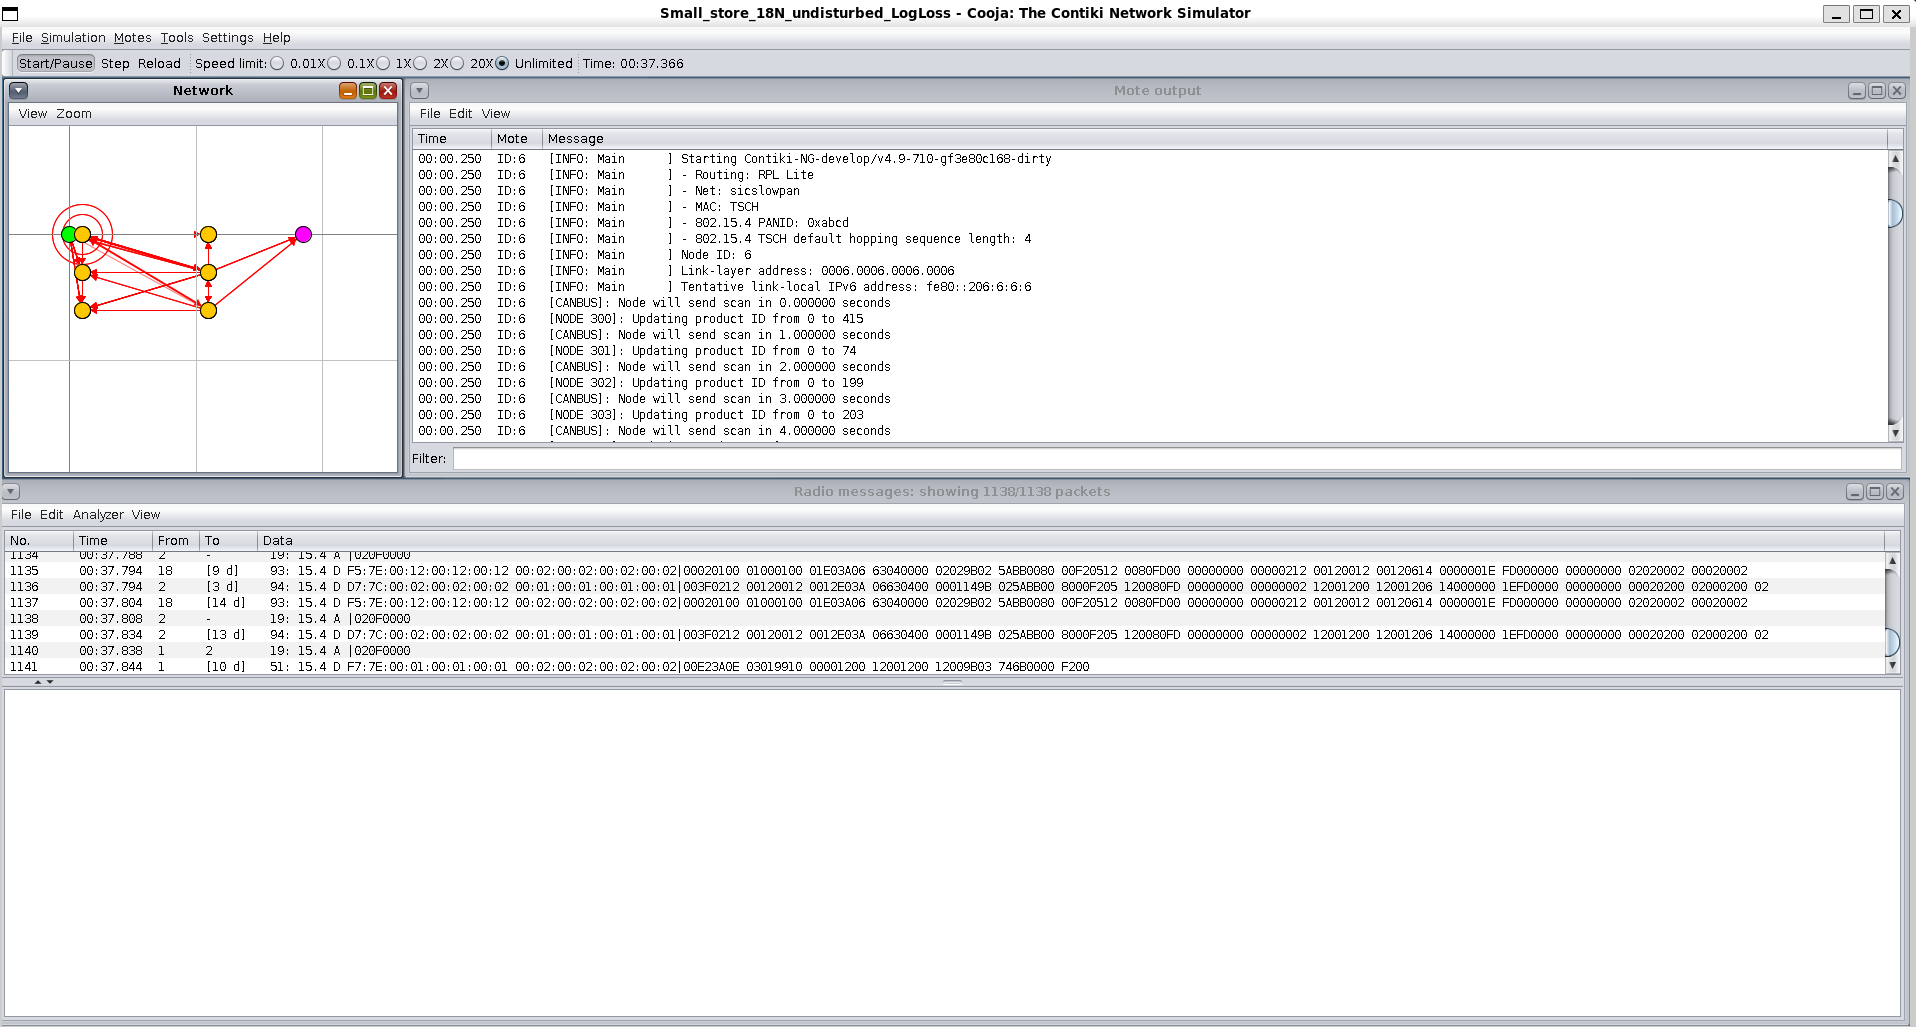 Small_store_18N_undisturbed_LogLoss - Cooja: The Contiki Network Simulator
File Simulation Motes Tools Settings Help
Start/Pause Step Reload Speed limit: 0.01X 0.1X 1X 2X 20X Unlimited Time: 00:37.366
Network
View Zoom
Mote output
File Edit View
Time Mote Message
00:00.250 ID:6 [INFO: Main      ] Starting Contiki-NG-develop/v4.9-710-gf3e80c168-dirty
00:00.250 ID:6 [INFO: Main      ] - Routing: RPL Lite
00:00.250 ID:6 [INFO: Main      ] - Net: sicslowpan
00:00.250 ID:6 [INFO: Main      ] - MAC: TSCH
00:00.250 ID:6 [INFO: Main      ] - 802.15.4 PANID: 0xabcd
00:00.250 ID:6 [INFO: Main      ] - 802.15.4 TSCH default hopping sequence length: 4
00:00.250 ID:6 [INFO: Main      ] Node ID: 6
00:00.250 ID:6 [INFO: Main      ] Link-layer address: 0006.0006.0006.0006
00:00.250 ID:6 [INFO: Main      ] Tentative link-local IPv6 address: fe80::206:6:6:6
00:00.250 ID:6 [CANBUS]: Node will send scan in 0.000000 seconds
00:00.250 ID:6 [NODE 300]: Updating product ID from 0 to 415
00:00.250 ID:6 [CANBUS]: Node will send scan in 1.000000 seconds
00:00.250 ID:6 [NODE 301]: Updating product ID from 0 to 74
00:00.250 ID:6 [CANBUS]: Node will send scan in 2.000000 seconds
00:00.250 ID:6 [NODE 302]: Updating product ID from 0 to 199
00:00.250 ID:6 [CANBUS]: Node will send scan in 3.000000 seconds
00:00.250 ID:6 [NODE 303]: Updating product ID from 0 to 203
00:00.250 ID:6 [CANBUS]: Node will send scan in 4.000000 seconds
Filter:
Radio messages: showing 1138/1138 packets
File Edit Analyzer View
No. Time From To Data
1134 00:37.788 2 - 19: 15.4 A |020F0000
1135 00:37.794 18 [9 d] 93: 15.4 D F5:7E:00:12:00:12:00:12 00:02:00:02:00:02:00:02|00020100 01000100 01E03A06 63040000 02029B02 5ABB0080 00F20512 0080FD00 00000000 00000212 00120012 00120614 0000001E FD000000 00000000 02020002 00020002
1136 00:37.794 2 [3 d] 94: 15.4 D D7:7C:00:02:00:02:00:02 00:01:00:01:00:01:00:01|003F0212 00120012 0012E03A 06630400 0001149B 025ABB00 8000F205 120080FD 00000000 00000002 12001200 12001206 14000000 1EFD0000 00000000 00020200 02000200 02
1137 00:37.804 18 [14 d] 93: 15.4 D F5:7E:00:12:00:12:00:12 00:02:00:02:00:02:00:02|00020100 01000100 01E03A06 63040000 02029B02 5ABB0080 00F20512 0080FD00 00000000 00000212 00120012 00120614 0000001E FD000000 00000000 02020002 00020002
1138 00:37.808 2 - 19: 15.4 A |020F0000
1139 00:37.834 2 [13 d] 94: 15.4 D D7:7C:00:02:00:02:00:02 00:01:00:01:00:01:00:01|003F0212 00120012 0012E03A 06630400 0001149B 025ABB00 8000F205 120080FD 00000000 00000002 12001200 12001206 14000000 1EFD0000 00000000 00020200 02000200 02
1140 00:37.838 1 2 19: 15.4 A |020F0000
1141 00:37.844 1 [10 d] 51: 15.4 D F7:7E:00:01:00:01:00:01 00:02:00:02:00:02:00:02|00E23A0E 03019910 00001200 12001200 12009B03 746B0000 F200